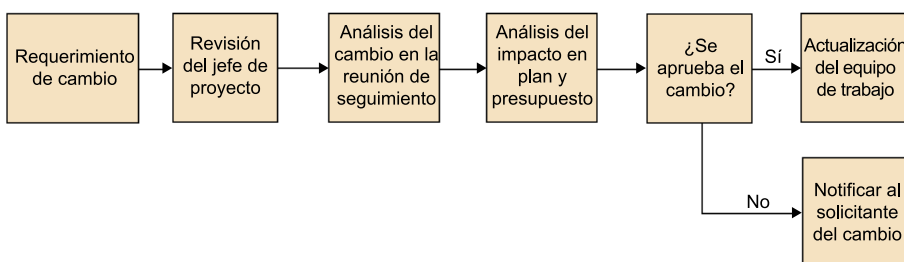 Requerimiento
de cambio
Revisión
del jefe de
proyecto
Análisis del
cambio en la
reunión de
seguimiento
Análisis del
impacto en
plan y
presupuesto
¿Se
aprueba el
cambio?
Sí
Actualización
del equipo
de trabajo
No
Notificar al
solicitante
del cambio